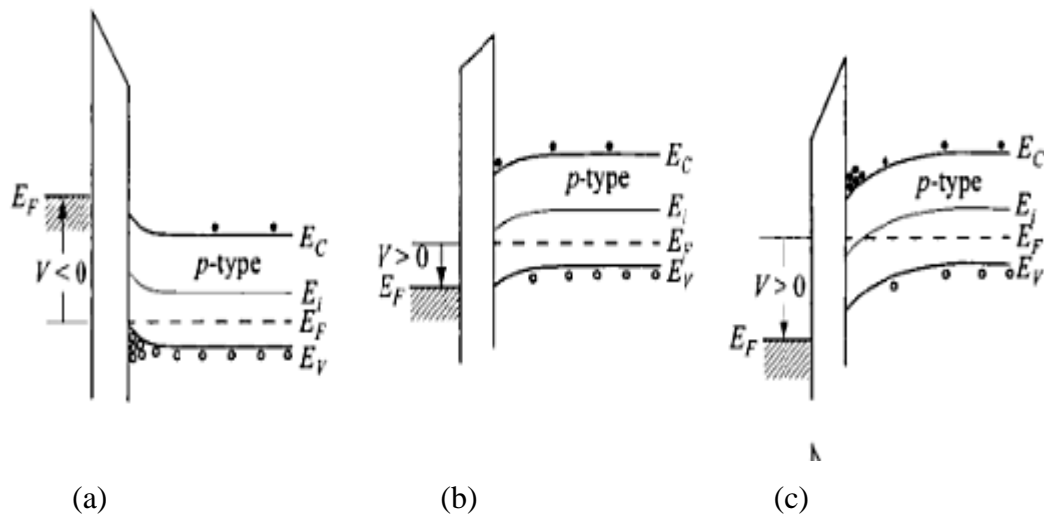 E_F
V < 0
p-type
E_C
E_i
E_F
E_V
(a)
V > 0
E_F
p-type
E_C
E_i
E_F
E_V
(b)
V > 0
E_F
p-type
E_C
E_i
E_F
E_V
(c)